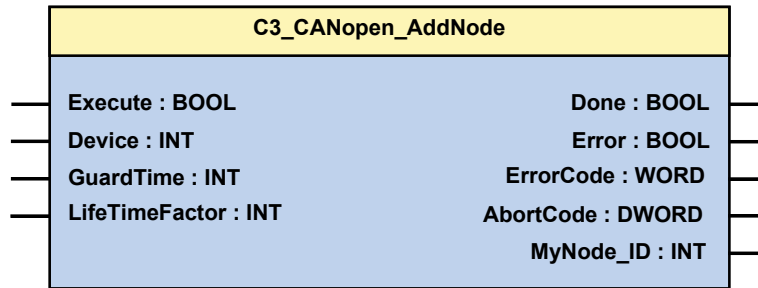 C3_CANopen_AddNode
Execute : BOOL Done : BOOL
Device : INT Error : BOOL
GuardTime : INT ErrorCode : WORD
LifeTimeFactor : INT AbortCode : DWORD
MyNode_ID : INT